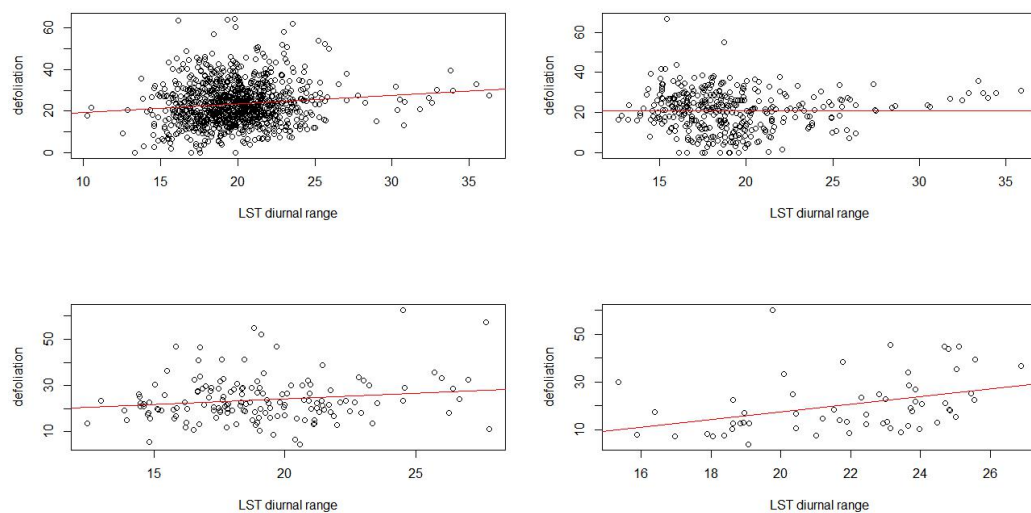 defoliation
60
40
20
0
10 15 20 25 30 35
LST diurnal range
defoliation
60
40
20
0
15 20 25 30 35
LST diurnal range
defoliation
50
30
10
15 20 25
LST diurnal range
defoliation
50
30
10
16 18 20 22 24 26
LST diurnal range